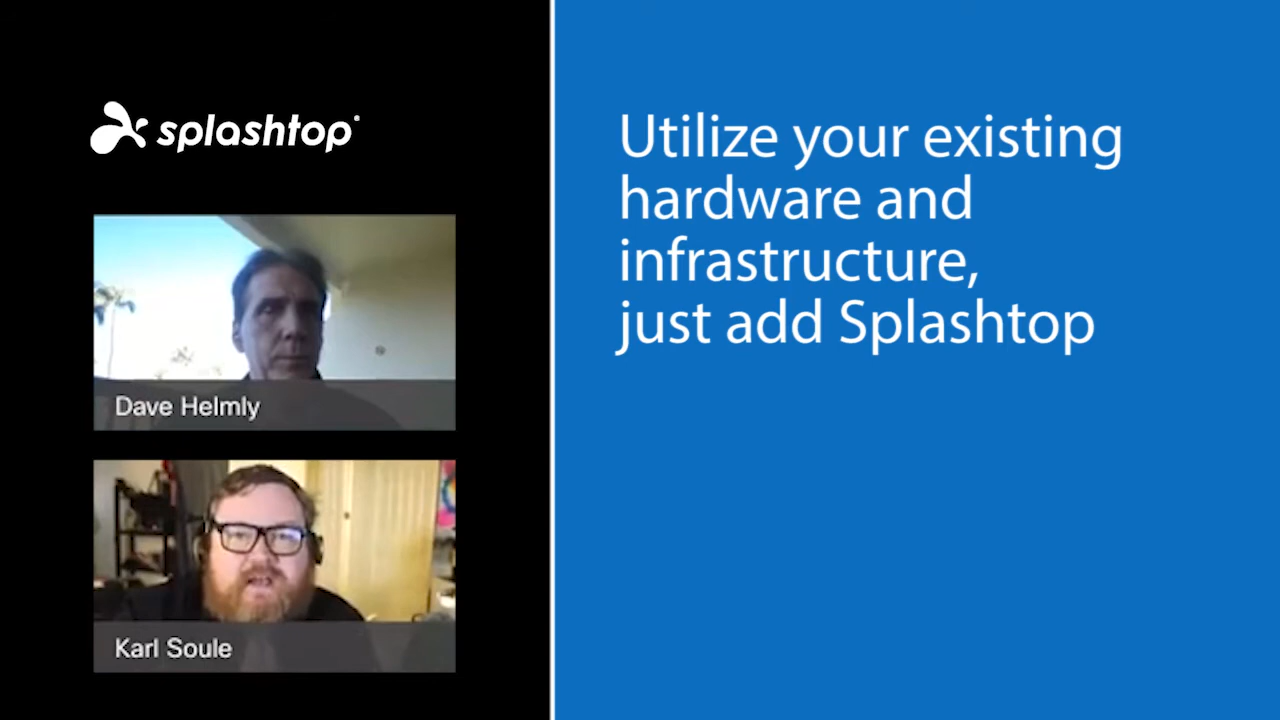 splashtop
Dave Helmly
Karl Soule
Utilize your existing
hardware and
infrastructure,
just add Splashtop